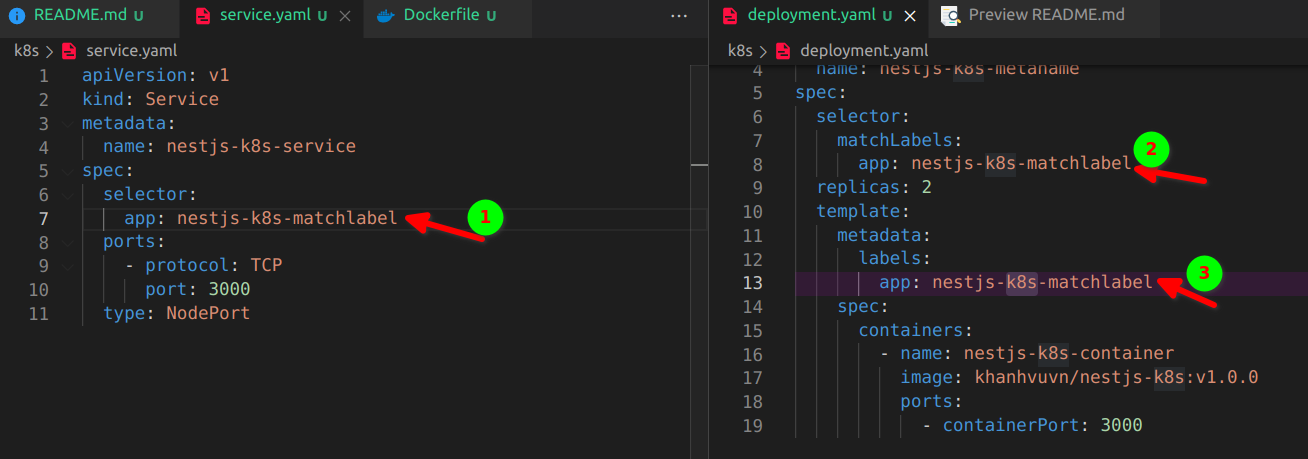 README.md U
service.yaml U
Dockerfile U
k8s > service.yaml
1 apiVersion: v1
2 kind: Service
3 metadata:
4 name: nestjs-k8s-service
5 spec:
6 selector:
7 app: nestjs-k8s-matchlabel
1
8 ports:
9 - protocol: TCP
10 port: 3000
11 type: NodePort
deployment.yaml U
Preview README.md
k8s > deployment.yaml
4 name: nestjs-k8s-metaname
5 spec:
6 selector:
7 matchLabels:
8 app: nestjs-k8s-matchlabel
2
9 replicas: 2
10 template:
11 metadata:
12 labels:
13 app: nestjs-k8s-matchlabel
3
14 spec:
15 containers:
16 - name: nestjs-k8s-container
17 image: khanhvuvn/nestjs-k8s:v1.0.0
18 ports:
19 - containerPort: 3000